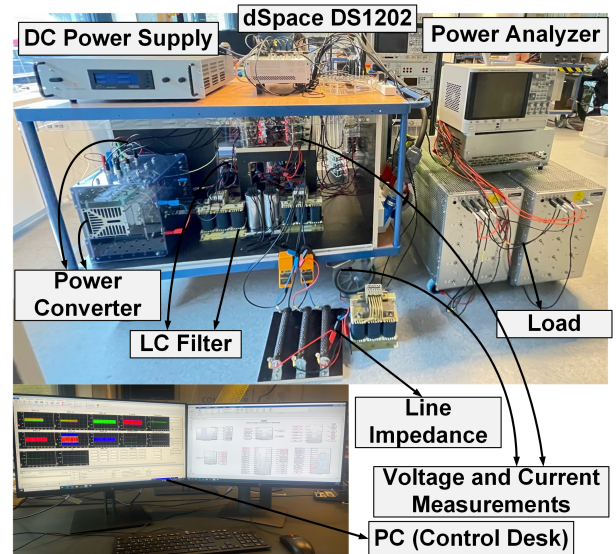 dSpace DS1202
DC Power Supply
Power Analyzer
Power
Converter
LC Filter
Load
Line
Impedance
Voltage and Current
Measurements
PC (Control Desk)